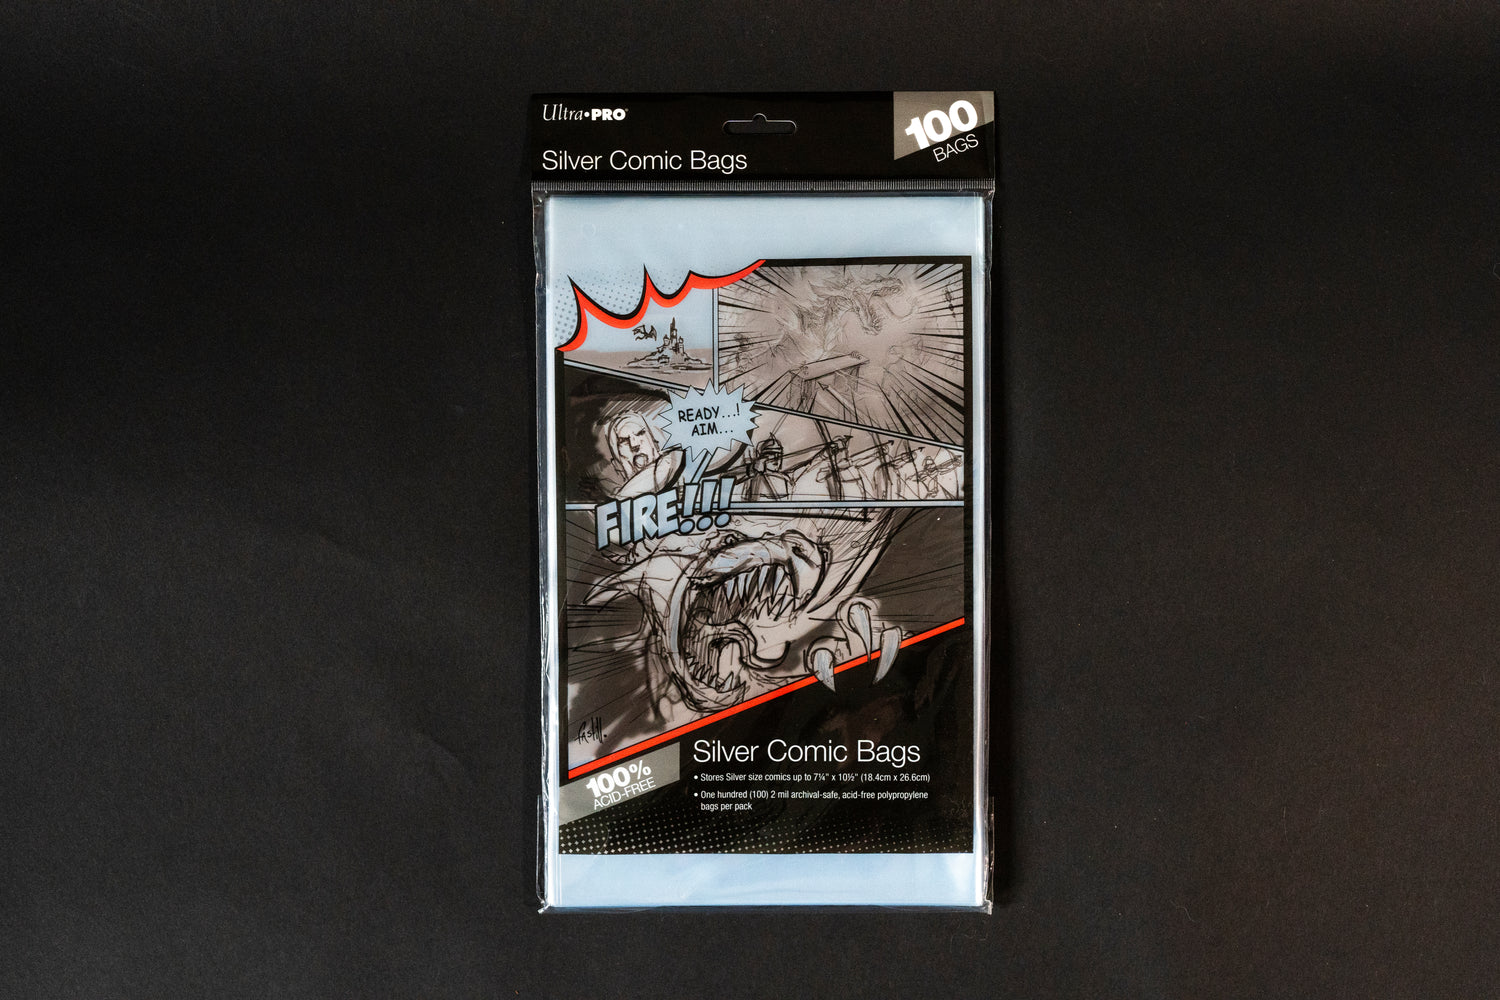 Ultra•PRO®
Silver Comic Bags
100
BAGS
READY...!
AIM...
FIRE!!!
Silver Comic Bags
• Stores Silver size comics up to 7¼" x 10½" (18.4cm x 26.6cm)
• One hundred (100) 2 mil archival-safe, acid-free polypropylene
bags per pack
100%
ACID-FREE